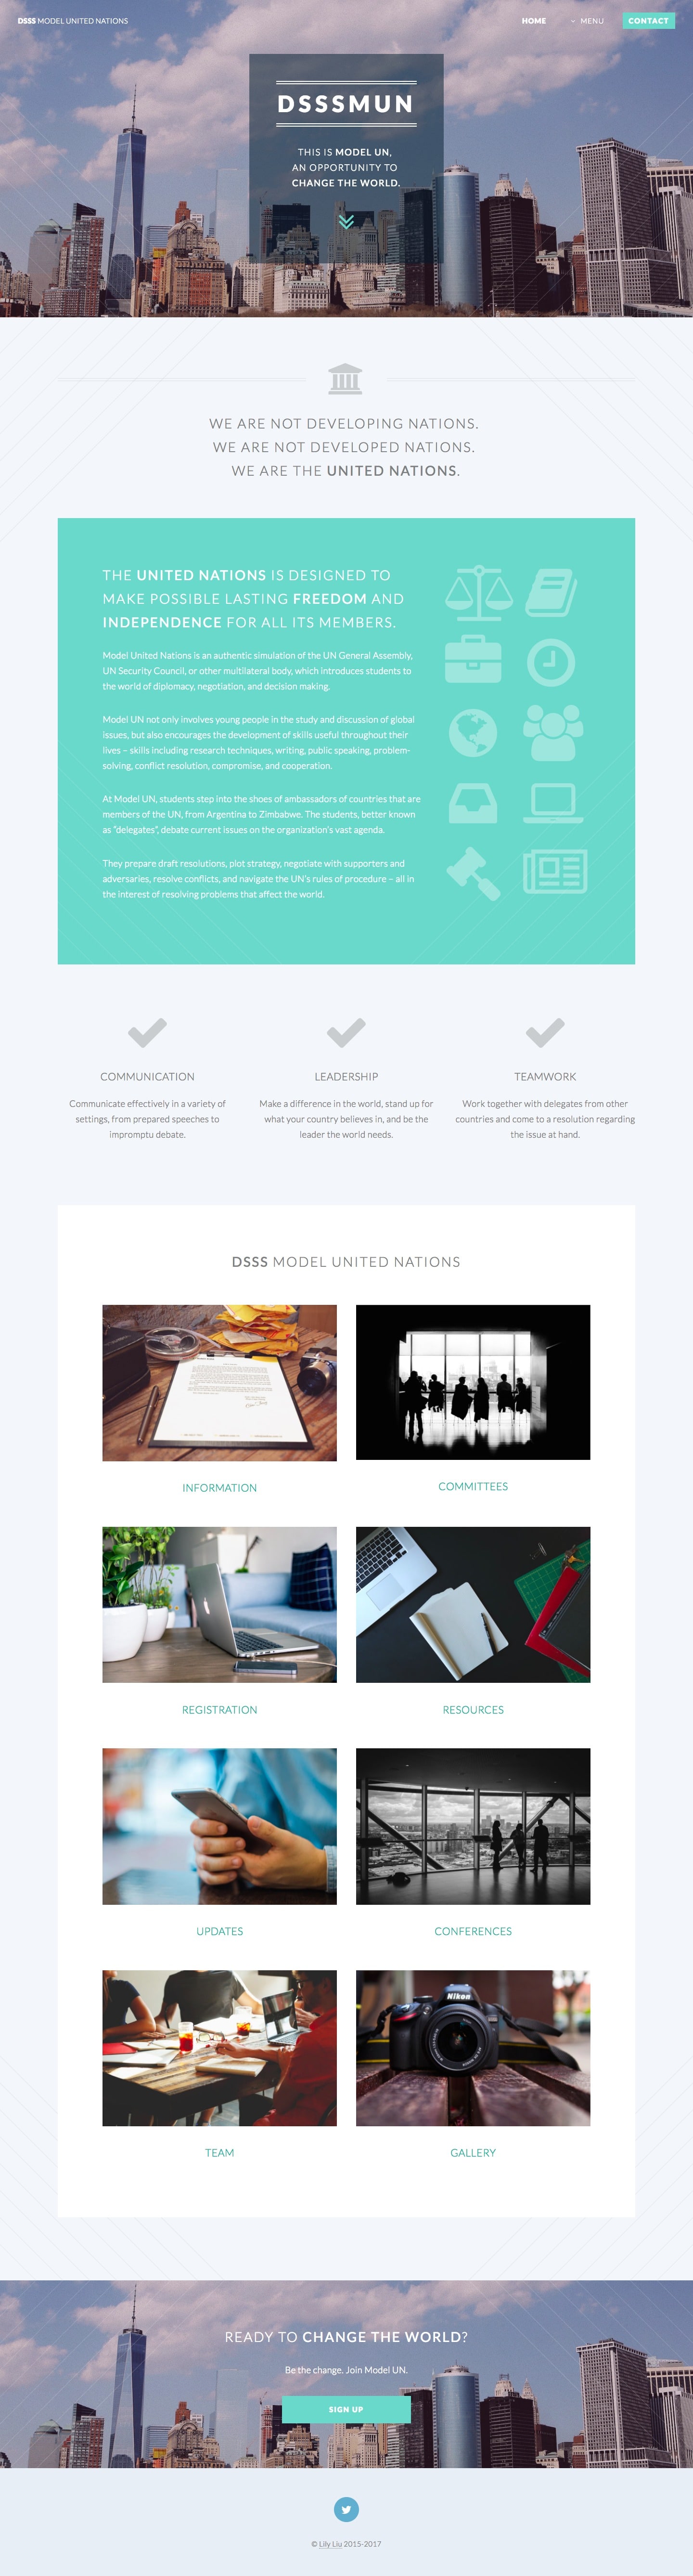 DSSS MODEL UNITED NATIONS
HOME
MENU
CONTACT
DSSSMUN
THIS IS MODEL UN,
AN OPPORTUNITY TO
CHANGE THE WORLD.
WE ARE NOT DEVELOPING NATIONS.
WE ARE NOT DEVELOPED NATIONS.
WE ARE THE UNITED NATIONS.
THE UNITED NATIONS IS DESIGNED TO
MAKE POSSIBLE LASTING FREEDOM AND
INDEPENDENCE FOR ALL ITS MEMBERS.
Model United Nations is an authentic simulation of the UN General Assembly,
UN Security Council, or other multilateral body, which introduces students to
the world of diplomacy, negotiation, and decision making.
Model UN not only involves young people in the study and discussion of global
issues, but also encourages the development of skills useful throughout their
lives – skills including research techniques, writing, public speaking, problem-
solving, conflict resolution, compromise, and cooperation.
At Model UN, students step into the shoes of ambassadors of countries that are
members of the UN, from Argentina to Zimbabwe. The students, better known
as “delegates”, debate current issues on the organization's vast agenda.
They prepare draft resolutions, plot strategy, negotiate with supporters and
adversaries, resolve conflicts, and navigate the UN's rules of procedure – all in
the interest of resolving problems that affect the world.
COMMUNICATION
Communicate effectively in a variety of
settings, from prepared speeches to
impromptu debate.
LEADERSHIP
Make a difference in the world, stand up for
what your country believes in, and be the
leader the world needs.
TEAMWORK
Work together with delegates from other
countries and come to a resolution regarding
the issue at hand.
DSSS MODEL UNITED NATIONS
INFORMATION
COMMITTEES
REGISTRATION
RESOURCES
UPDATES
CONFERENCES
Nikon
TEAM
GALLERY
READY TO CHANGE THE WORLD?
Be the change. Join Model UN.
SIGN UP
© Lily Liu 2015-2017